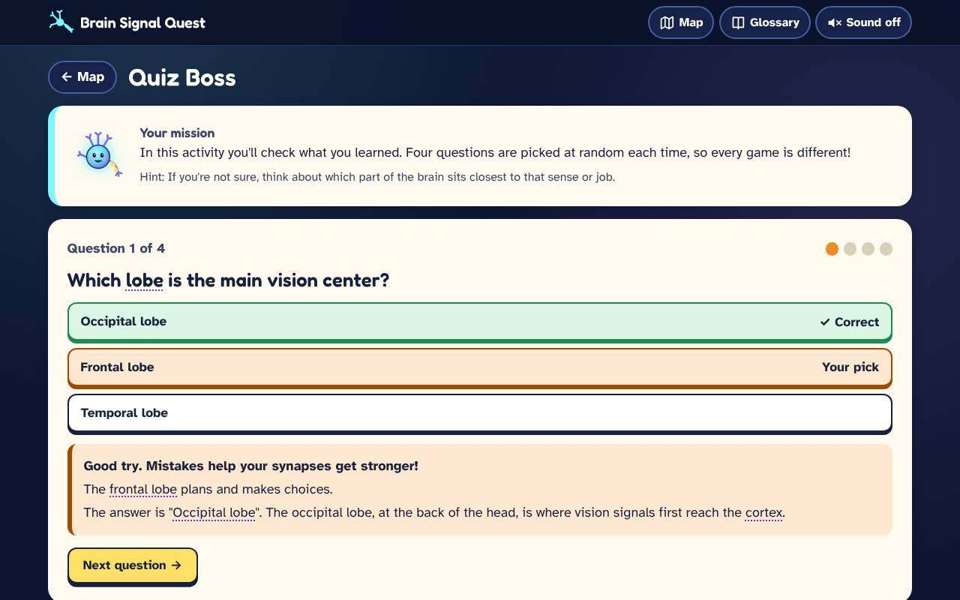 Brain Signal Quest
Map
Glossary
Sound off
← Map
Quiz Boss
Your mission
In this activity you'll check what you learned. Four questions are picked at random each time, so every game is different!
Hint: If you're not sure, think about which part of the brain sits closest to that sense or job.
Question 1 of 4
Which lobe is the main vision center?
Occipital lobe ✓ Correct
Frontal lobe Your pick
Temporal lobe
Good try. Mistakes help your synapses get stronger!
The frontal lobe plans and makes choices.
The answer is "Occipital lobe". The occipital lobe, at the back of the head, is where vision signals first reach the cortex.
Next question →